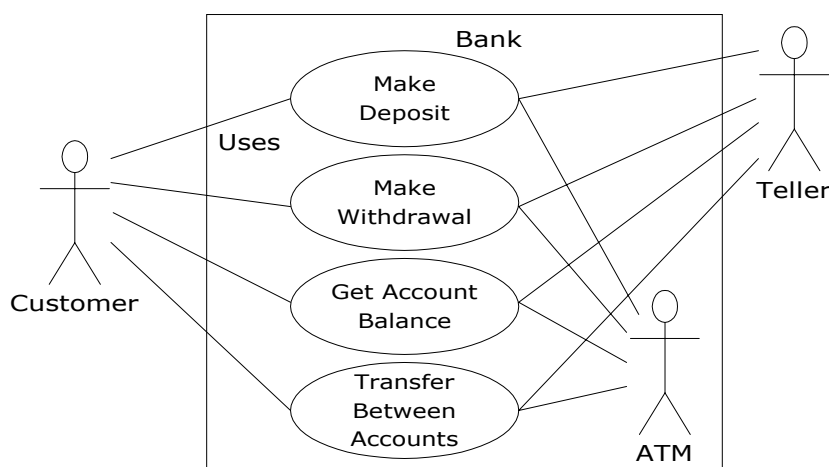 Bank
Make
Deposit
Uses
Make
Withdrawal
Teller
Get Account
Balance
Customer
Transfer
Between
Accounts
ATM